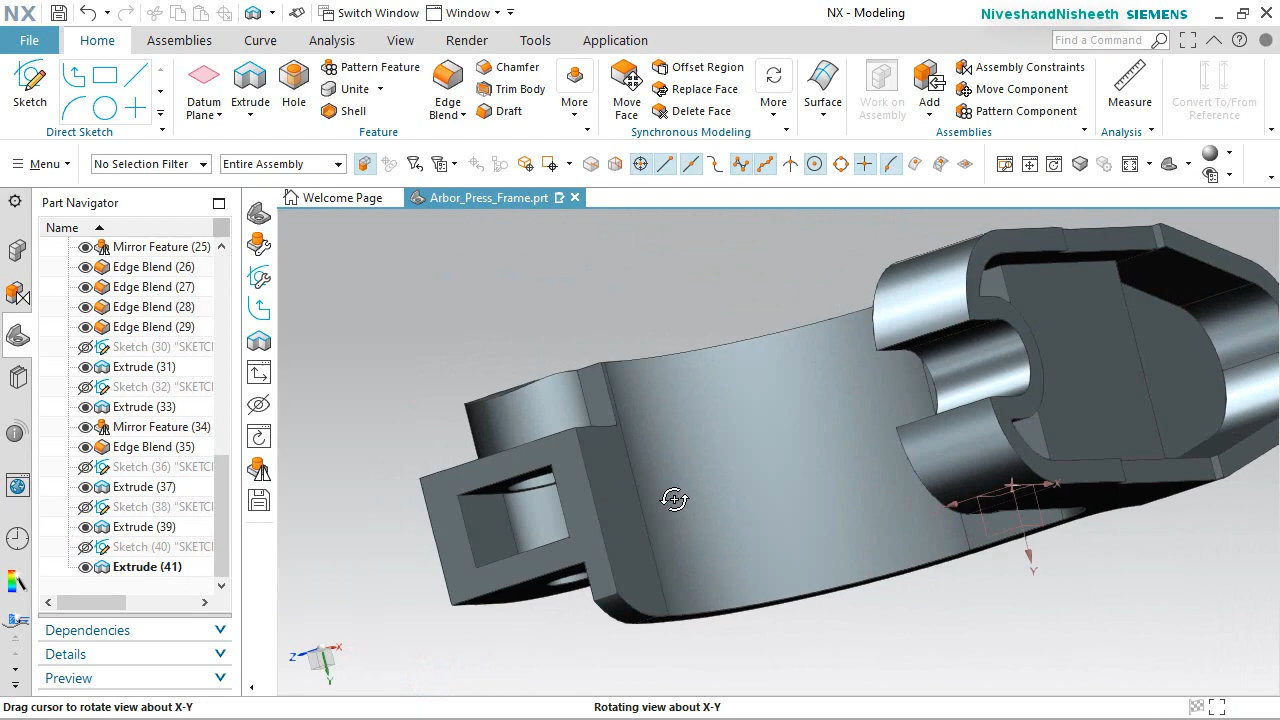 NX
Switch Window
Window
NX - Modeling
NiveshandNisheeth SIEMENS
File
Home
Assemblies
Curve
Analysis
View
Render
Tools
Application
Find a Command
Sketch
Direct Sketch
Datum Plane
Extrude
Hole
Pattern Feature
Unite
Shell
Edge Blend
Chamfer
Trim Body
Draft
More
Feature
Move Face
Offset Region
Replace Face
Delete Face
More
Synchronous Modeling
Surface
Work on Assembly
Add
Assembly Constraints
Move Component
Pattern Component
Assemblies
Measure
Analysis
Convert To/From Reference
Menu
No Selection Filter
Entire Assembly
Part Navigator
Welcome Page
Arbor_Press_Frame.prt
Name
Mirror Feature (25)
Edge Blend (26)
Edge Blend (27)
Edge Blend (28)
Edge Blend (29)
Sketch (30) "SKETC
Extrude (31)
Sketch (32) "SKETC
Extrude (33)
Mirror Feature (34)
Edge Blend (35)
Sketch (36) "SKETC
Extrude (37)
Sketch (38) "SKETC
Extrude (39)
Sketch (40) "SKETC
Extrude (41)
Dependencies
Details
Preview
X
Y
Z
X
Y
Drag cursor to rotate view about X-Y
Rotating view about X-Y